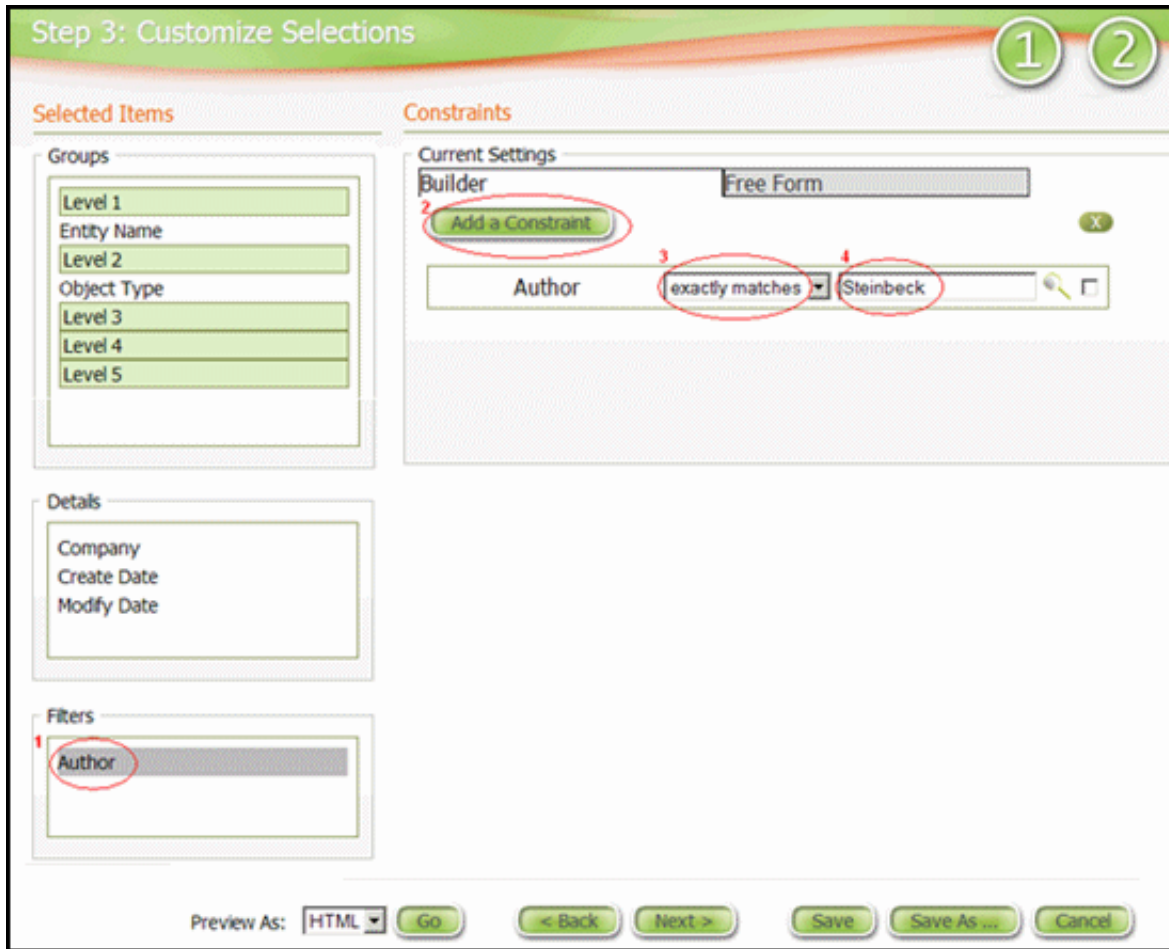 Step 3: Customize Selections
1 2
Selected Items
Groups
Level 1
Entity Name
Level 2
Object Type
Level 3
Level 4
Level 5
Details
Company
Create Date
Modify Date
Filters
1
Author
Constraints
Current Settings
Builder Free Form
2
Add a Constraint X
3 4
Author exactly matches Steinbeck
Preview As: HTML Go < Back Next > Save Save As ... Cancel